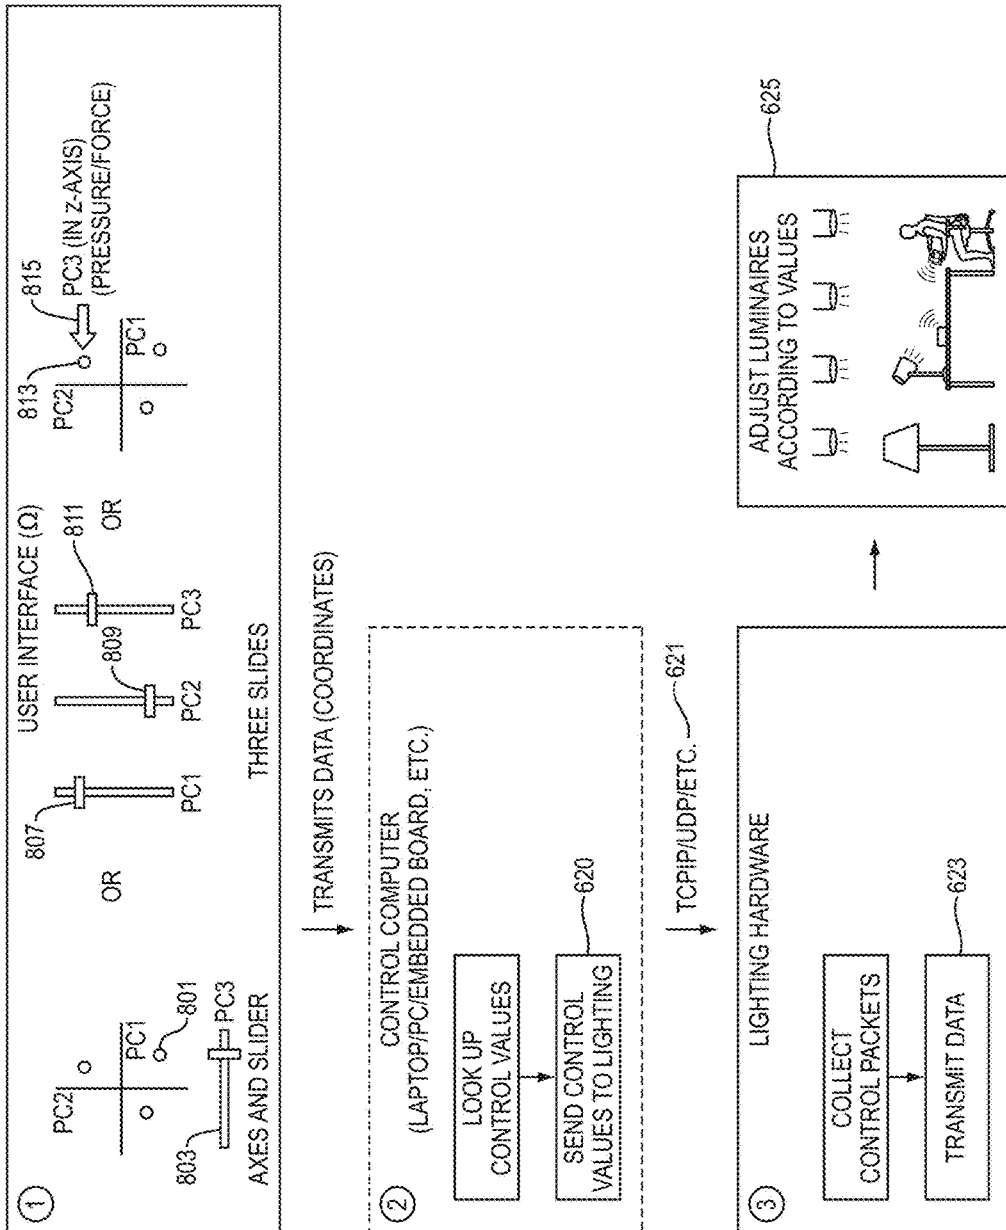 1
USER INTERFACE (Ω)
PC2
PC1
801
803
PC3
AXES AND SLIDER
OR
807
809
811
PC1
PC2
PC3
THREE SLIDES
OR
813
815
PC2
PC1
PC3 (IN z-AXIS)
(PRESSURE/FORCE)
TRANSMITS DATA (COORDINATES)
2
CONTROL COMPUTER
(LAPTOP/PC/EMBEDDED BOARD, ETC.)
LOOK UP
CONTROL VALUES
SEND CONTROL
VALUES TO LIGHTING
620
TCPIP/UDP/ETC.
621
3
LIGHTING HARDWARE
COLLECT
CONTROL PACKETS
TRANSMIT DATA
623
ADJUST LUMINAIRES
ACCORDING TO VALUES
625